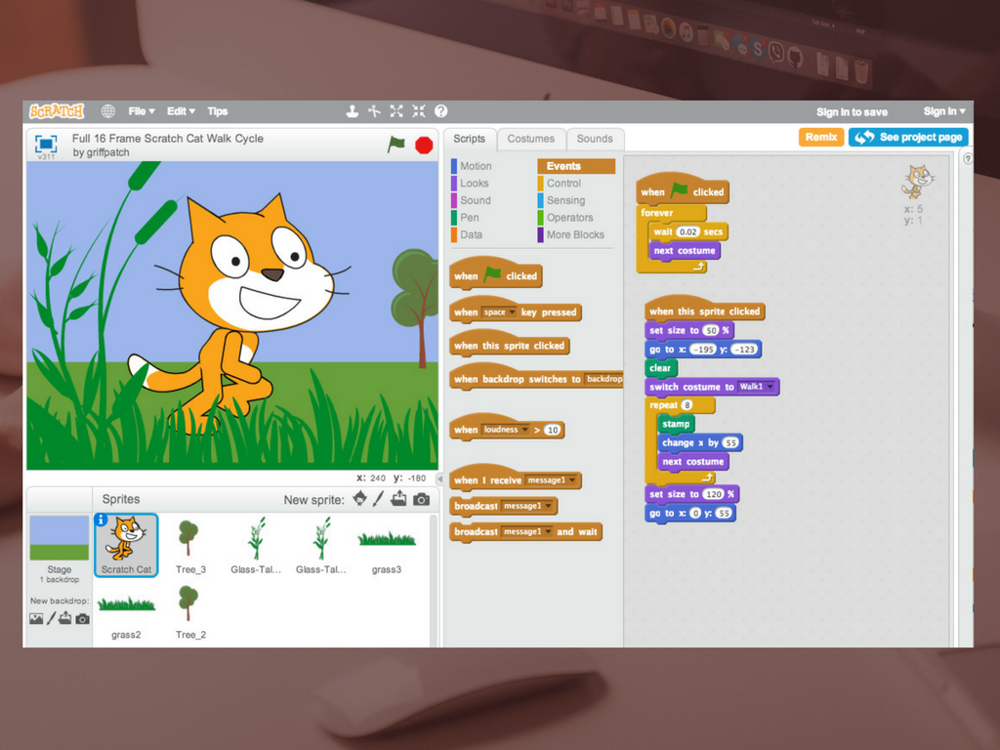 SCRATCH
File ▾ Edit ▾ Tips
Sign in to save Sign in ▾
v311
Full 16 Frame Scratch Cat Walk Cycle
by griffpatch
Scripts Costumes Sounds
Remix
See project page
?
Motion
Looks
Sound
Pen
Data
Events
Control
Sensing
Operators
More Blocks
when clicked
when space key pressed
when this sprite clicked
when backdrop switches to backdrop
when loudness > 10
when I receive message1
broadcast message1
broadcast message1 and wait
when clicked
forever
wait 0.02 secs
next costume
x: 5
y: 1
when this sprite clicked
set size to 50 %
go to x: -195 y: -123
clear
switch costume to Walk1
repeat 8
stamp
change x by 55
next costume
set size to 120 %
go to x: 0 y: 55
x: 240 y: -180
Sprites
New sprite:
Stage
1 backdrop
New backdrop:
Scratch Cat
Tree_3
Glass-Tal...
Glass-Tal...
grass3
grass2
Tree_2